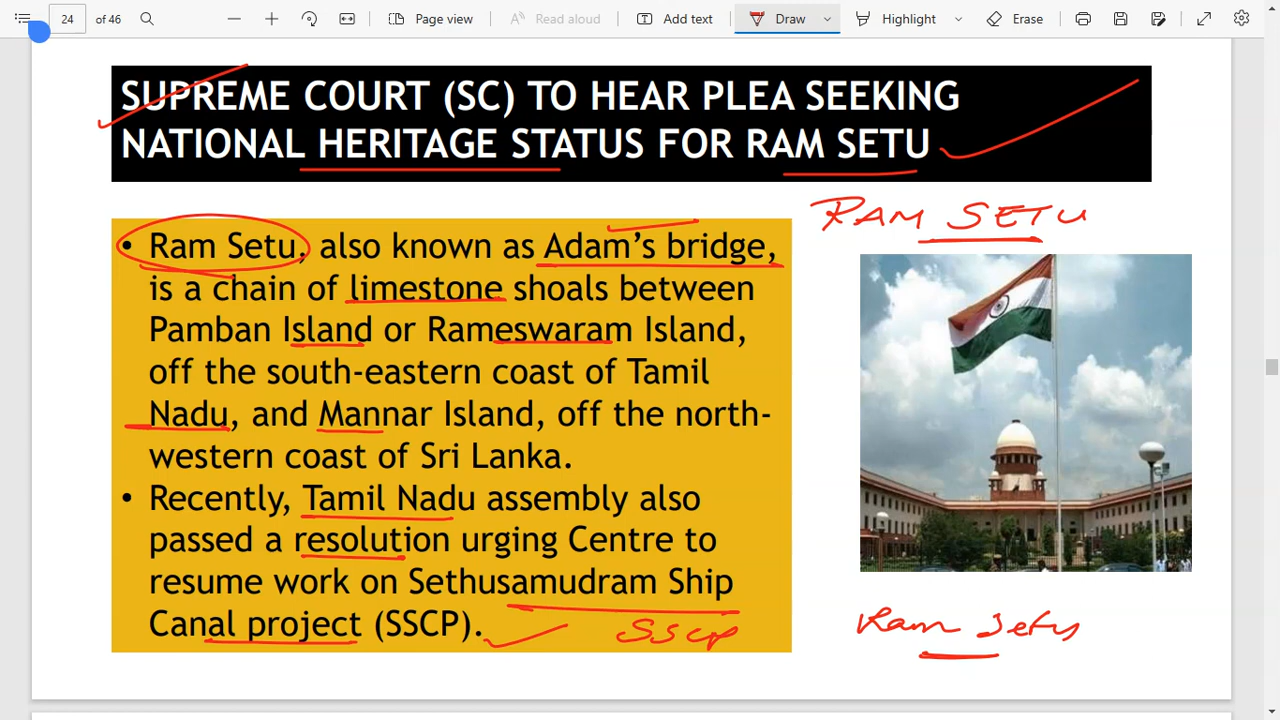 24 of 46 Page view Read aloud Add text Draw Highlight Erase
SUPREME COURT (SC) TO HEAR PLEA SEEKING
NATIONAL HERITAGE STATUS FOR RAM SETU
RAM SETU
• Ram Setu, also known as Adam's bridge,
is a chain of limestone shoals between
Pamban Island or Rameswaram Island,
off the south-eastern coast of Tamil
Nadu, and Mannar Island, off the north-
western coast of Sri Lanka.
• Recently, Tamil Nadu assembly also
passed a resolution urging Centre to
resume work on Sethusamudram Ship
Canal project (SSCP).
SSCP
Ram Setu